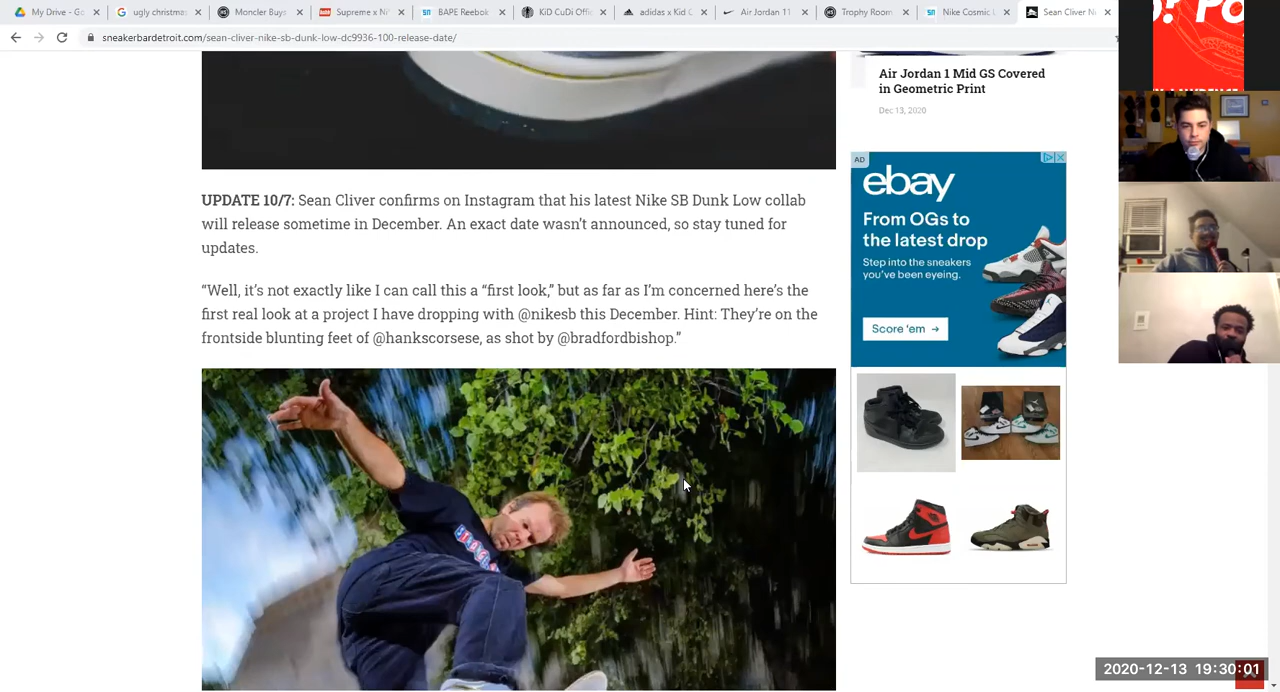 My Drive - Go
ugly christmas
Moncler Buys
Supreme x Ni
BAPE Reebok
KiD CuDi Offi
adidas x Kid C
Air Jordan 11
Trophy Room
Nike Cosmic
Sean Cliver Ni
sneakerbardetroit.com/sean-cliver-nike-sb-dunk-low-dc9936-100-release-date/
Air Jordan 1 Mid GS Covered
in Geometric Print
Dec 13, 2020
UPDATE 10/7: Sean Cliver confirms on Instagram that his latest Nike SB Dunk Low collab
will release sometime in December. An exact date wasn’t announced, so stay tuned for
updates.
“Well, it’s not exactly like I can call this a “first look,” but as far as I’m concerned here’s the
first real look at a project I have dropping with @nikesb this December. Hint: They’re on the
frontside blunting feet of @hankscorsese, as shot by @bradfordbishop.”
AD
ebay
From OGs to
the latest drop
Step into the sneakers
you've been eyeing.
Score 'em →
2020-12-13 19:30:01